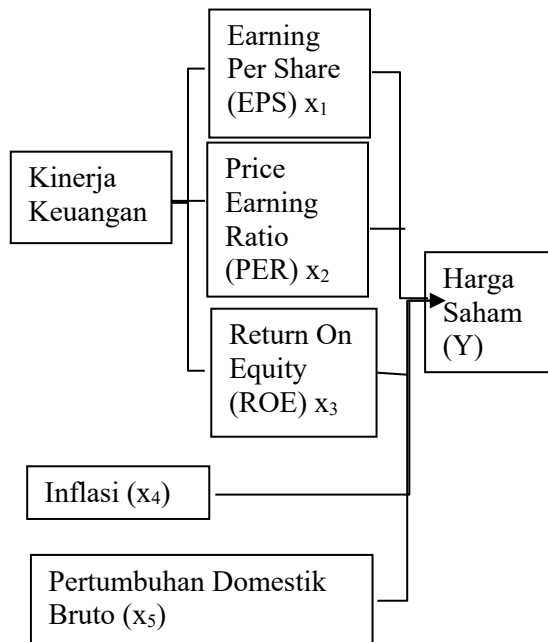 Earning
Per Share
(EPS) x₁
Kinerja
Keuangan
Price
Earning
Ratio
(PER) x₂
Harga
Saham
(Y)
Return On
Equity
(ROE) x₃
Inflasi (x₄)
Pertumbuhan Domestik
Bruto (x₅)